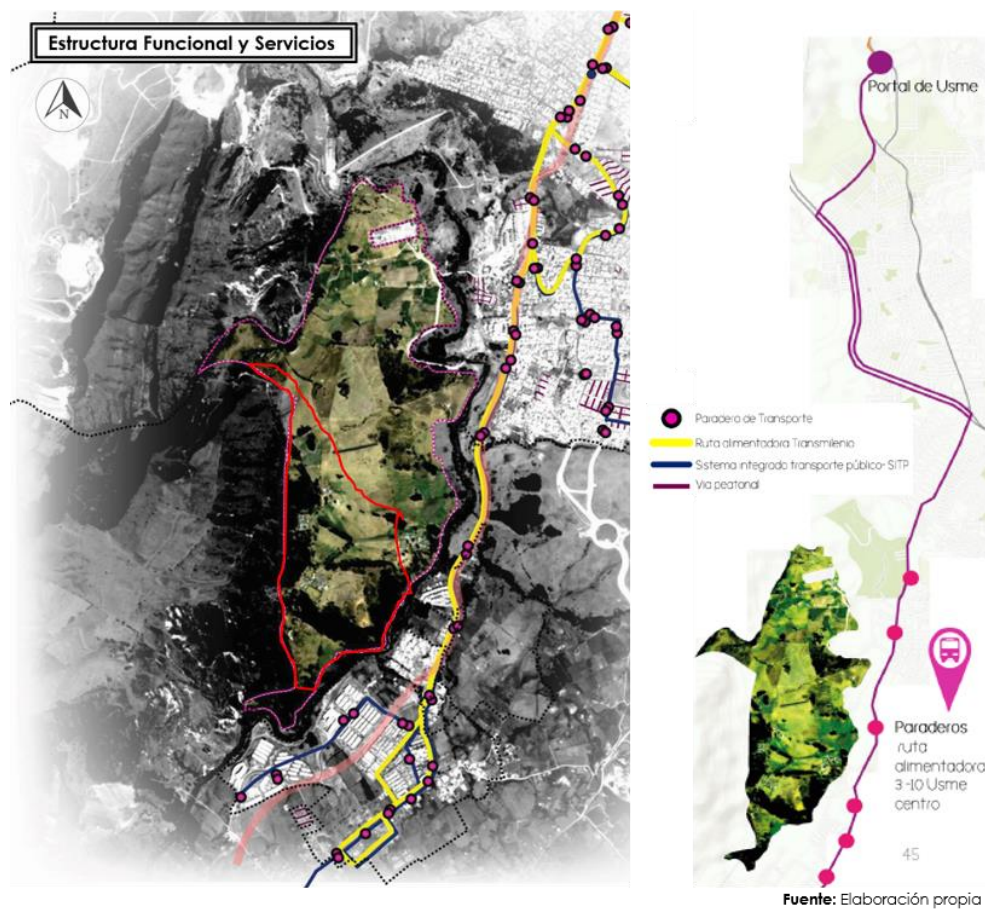 Estructura Funcional y Servicios
N
Portal de Usme
Paradero de Transporte
Ruta alimentadora Transmilenio
Sistema integrado transporte público- SITP
Via peatonal
Paraderos
ruta
alimentadora
3 -10 Usme
centro
45
Fuente: Elaboración propia